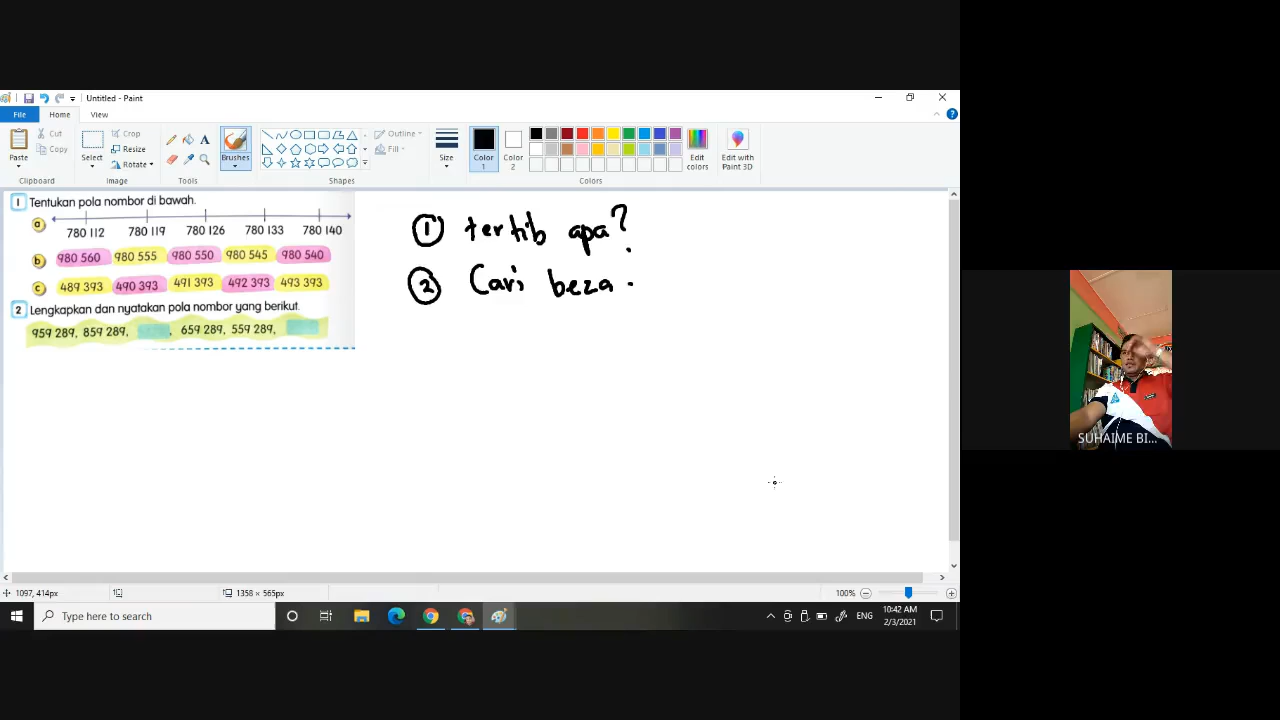 Untitled - Paint
File Home View
Paste
Cut
Copy
Clipboard
Select
Crop
Resize
Rotate
Image
Tools
Brushes
Outline
Fill
Shapes
Size
Color 1
Color 2
Colors
Edit colors
Edit with Paint 3D
1 Tentukan pola nombor di bawah.
a 780 112 780 119 780 126 780 133 780 140
b 980 560 980 555 980 550 980 545 980 540
c 489 393 490 393 491 393 492 393 493 393
2 Lengkapkan dan nyatakan pola nombor yang berikut.
959 289, 859 289, , 659 289, 559 289,
① tertib apa?
② Cari beza .
SUHAIME BI...
1097, 414px
1358 × 565px
100%
Type here to search
ENG
10:42 AM
2/3/2021